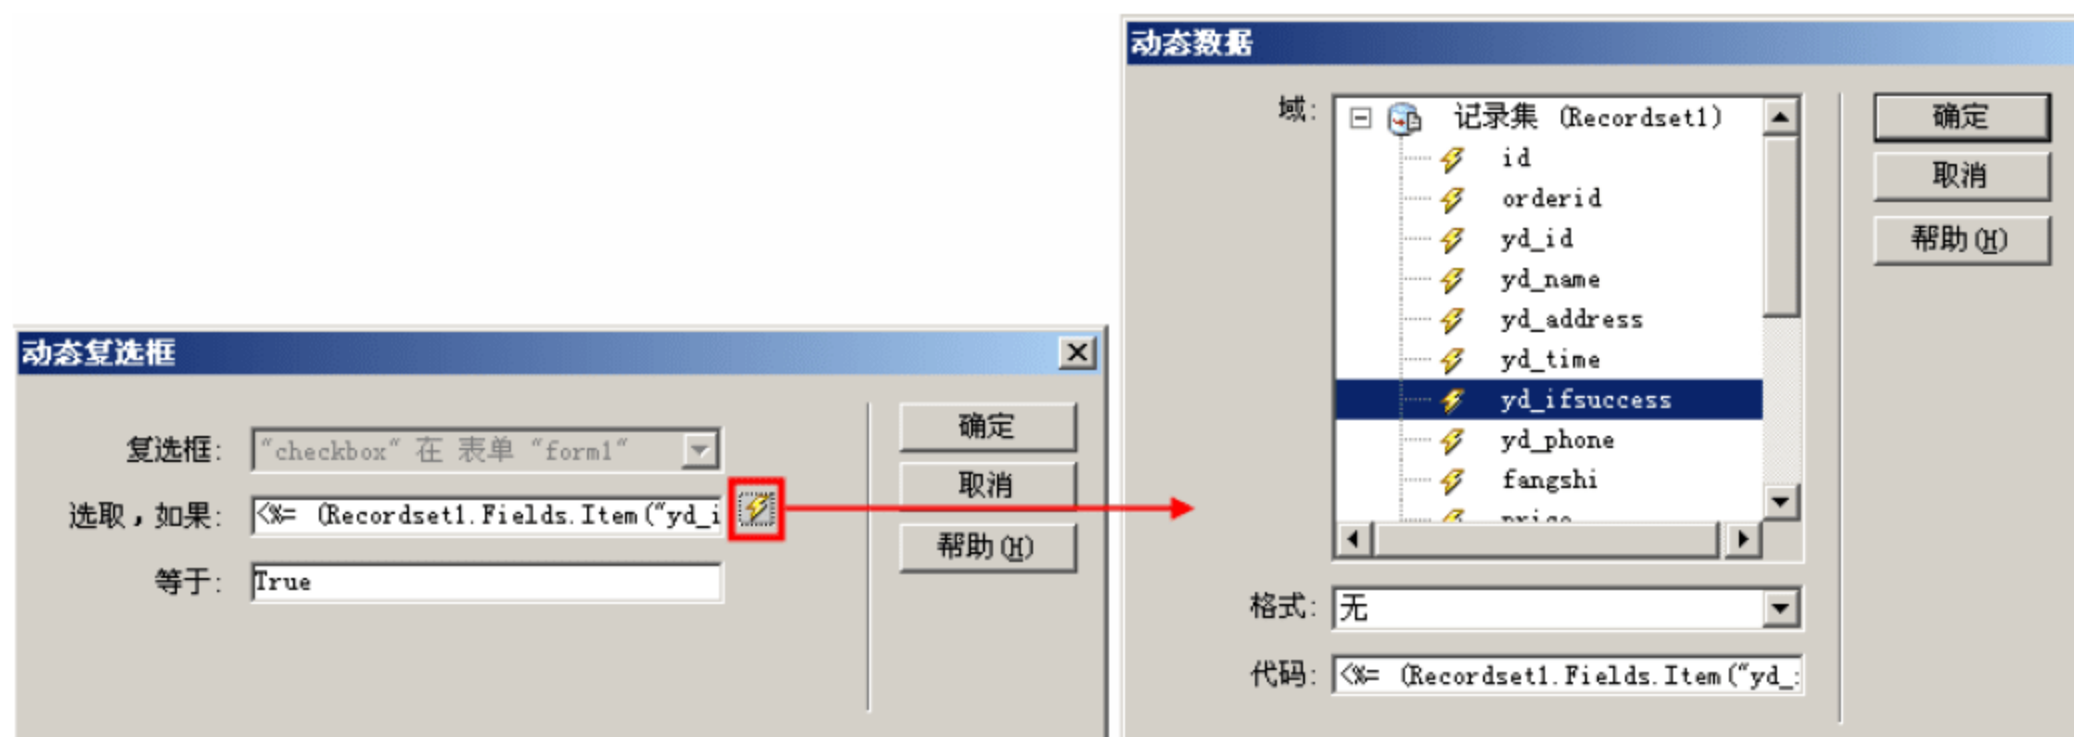 动态复选框
复选框:
"checkbox" 在 表单 "form1"
选取，如果:
<%= (Recordset1.Fields.Item("yd_i
等于:
True
确定
取消
帮助(H)
动态数据
域:
记录集 (Recordset1)
id
orderid
yd_id
yd_name
yd_address
yd_time
yd_ifsuccess
yd_phone
fangshi
格式:
无
代码:
<%= (Recordset1.Fields.Item("yd_
确定
取消
帮助(H)